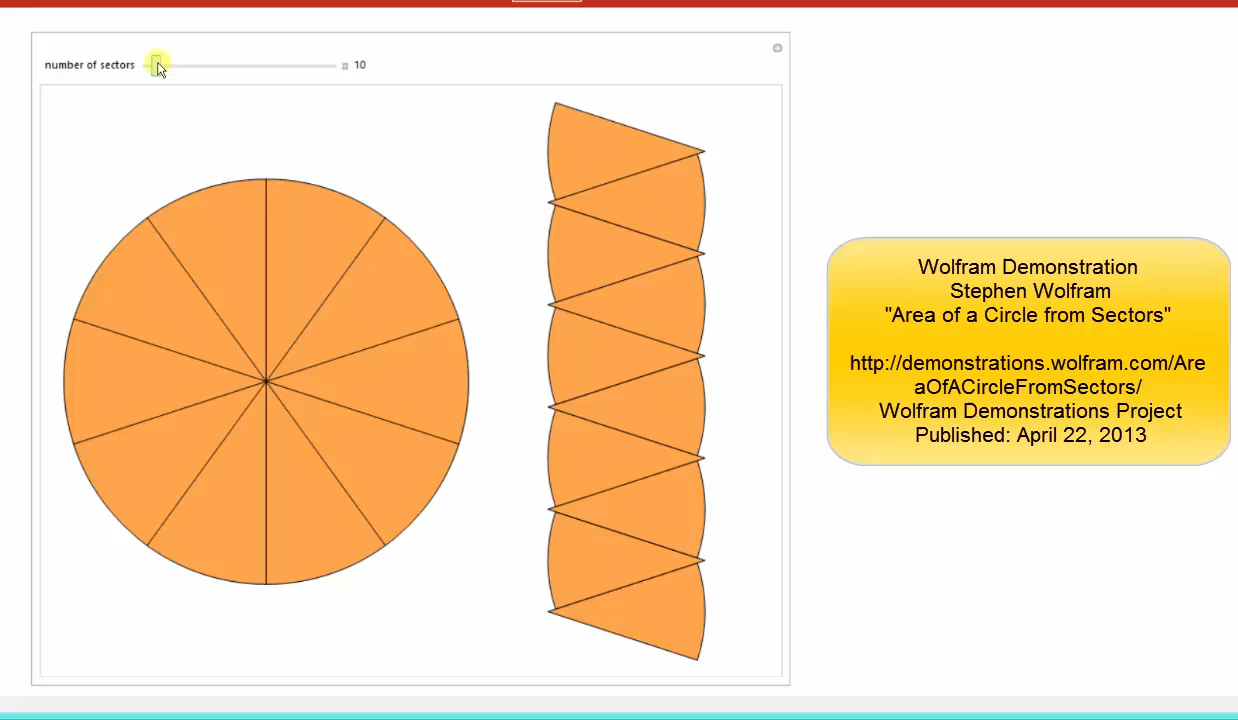 number of sectors 10
Wolfram Demonstration
Stephen Wolfram
"Area of a Circle from Sectors"
http://demonstrations.wolfram.com/Are
aOfACircleFromSectors/
Wolfram Demonstrations Project
Published: April 22, 2013